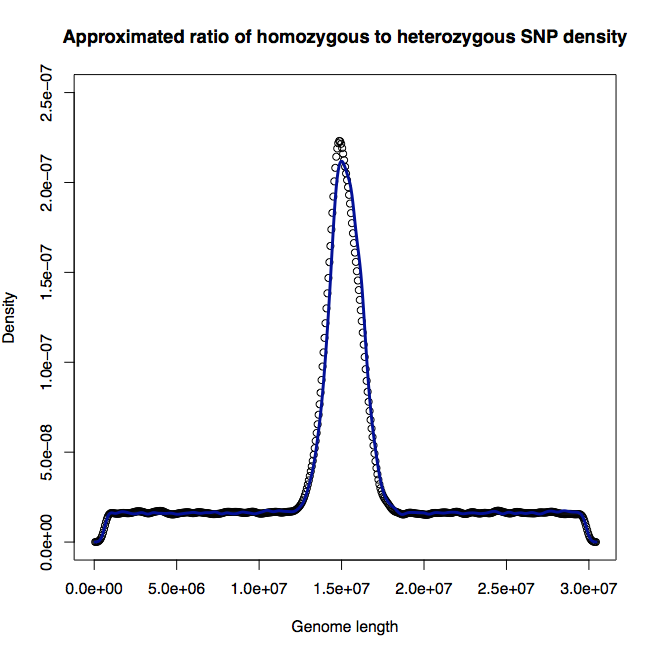 Approximated ratio of homozygous to heterozygous SNP density
2.5e−07
2.0e−07
1.5e−07
1.0e−07
5.0e−08
0.0e+00
Density
0.0e+00 5.0e+06 1.0e+07 1.5e+07 2.0e+07 2.5e+07 3.0e+07
Genome length